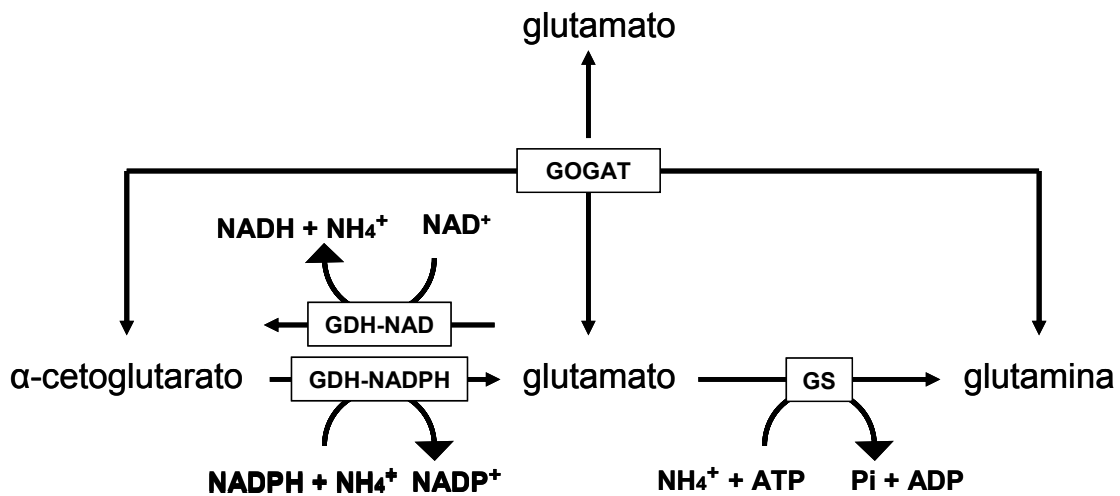 glutamato
GOGAT
NADH + NH₄⁺ NAD⁺
GDH-NAD
α-cetoglutarato GDH-NADPH glutamato GS glutamina
NADPH + NH₄⁺ NADP⁺ NH₄⁺ + ATP Pi + ADP